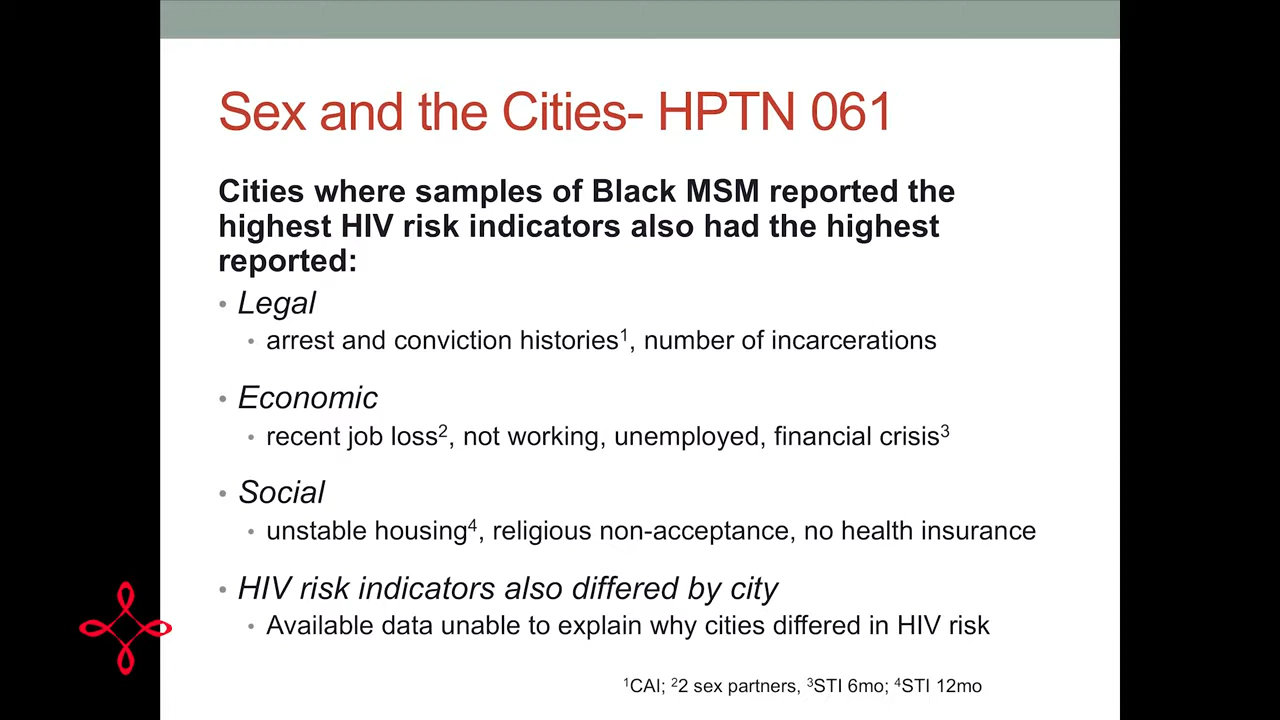 Sex and the Cities- HPTN 061
Cities where samples of Black MSM reported the
highest HIV risk indicators also had the highest
reported:
• Legal
• arrest and conviction histories¹, number of incarcerations
• Economic
• recent job loss², not working, unemployed, financial crisis³
• Social
• unstable housing⁴, religious non-acceptance, no health insurance
• HIV risk indicators also differed by city
• Available data unable to explain why cities differed in HIV risk
¹CAI; ²2 sex partners, ³STI 6mo; ⁴STI 12mo